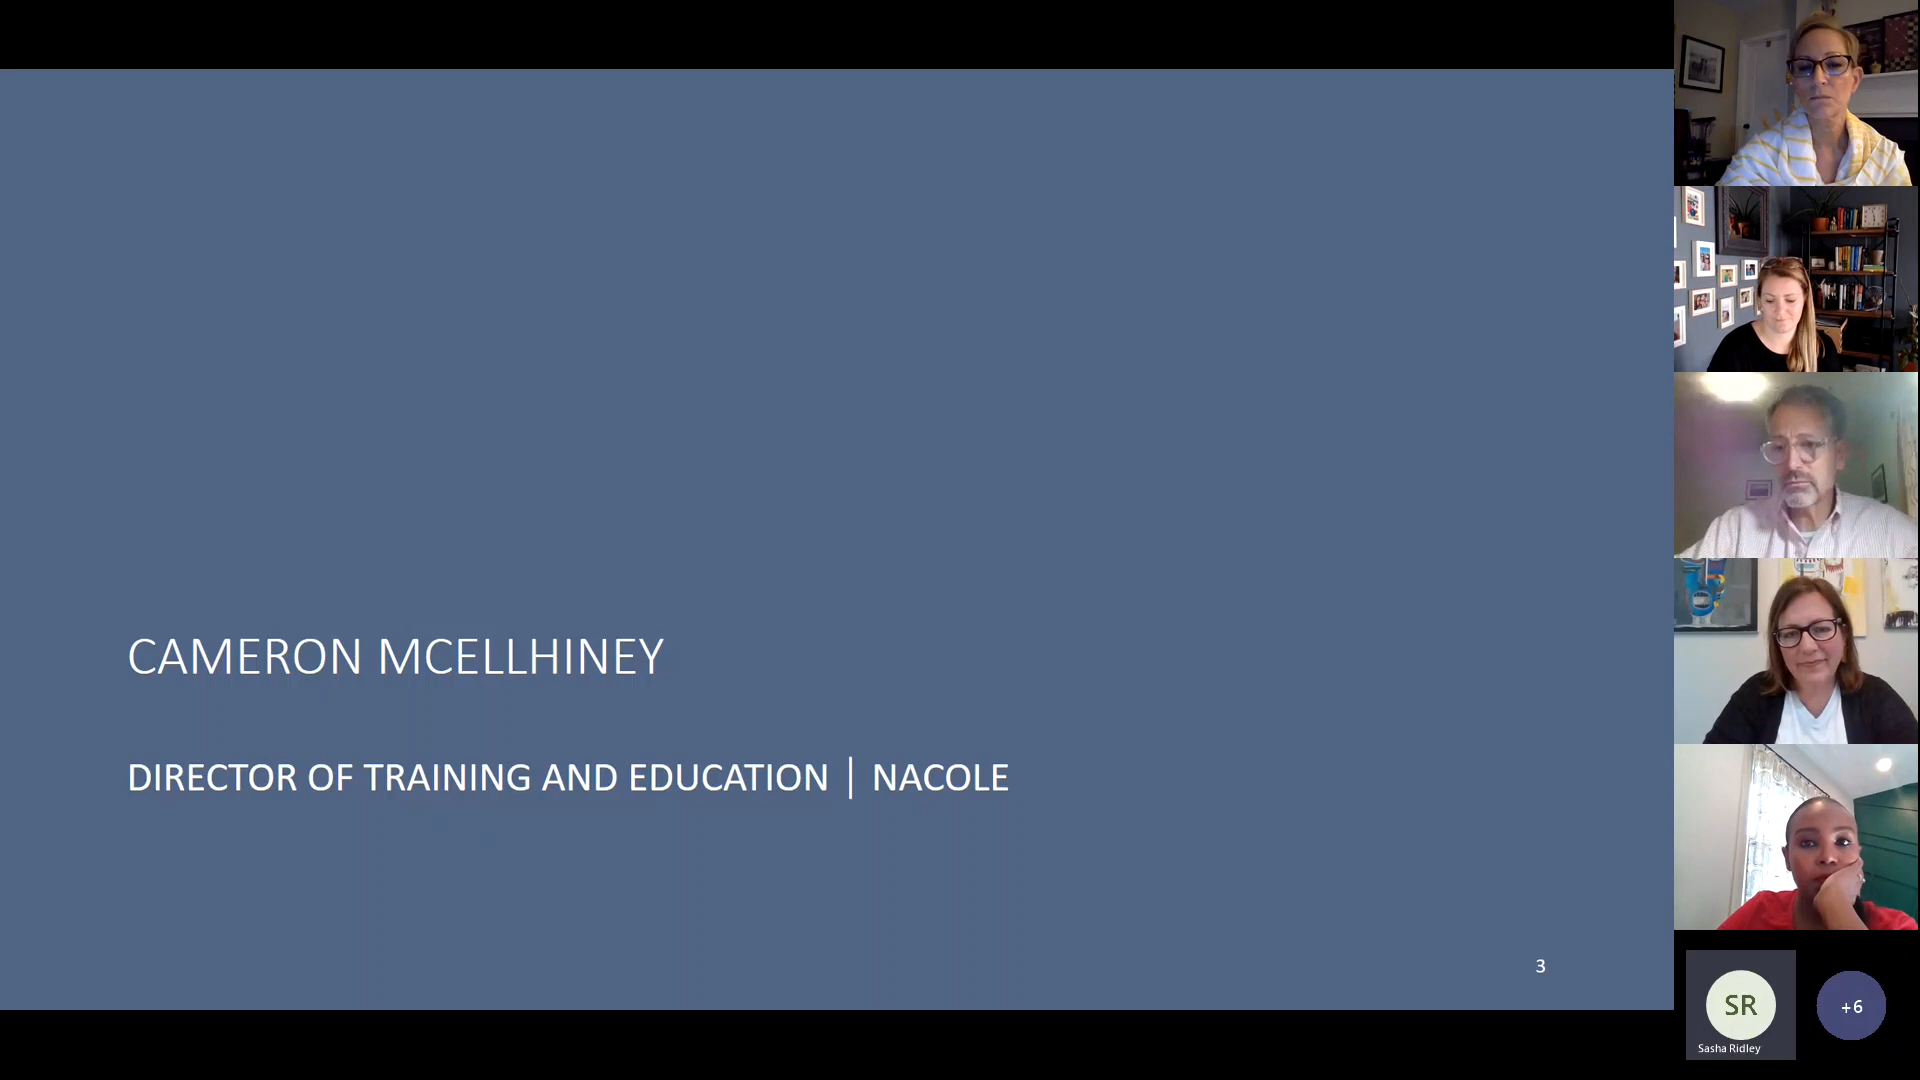 CAMERON MCELLHINEY
DIRECTOR OF TRAINING AND EDUCATION | NACOLE
3
SR
Sasha Ridley
+6